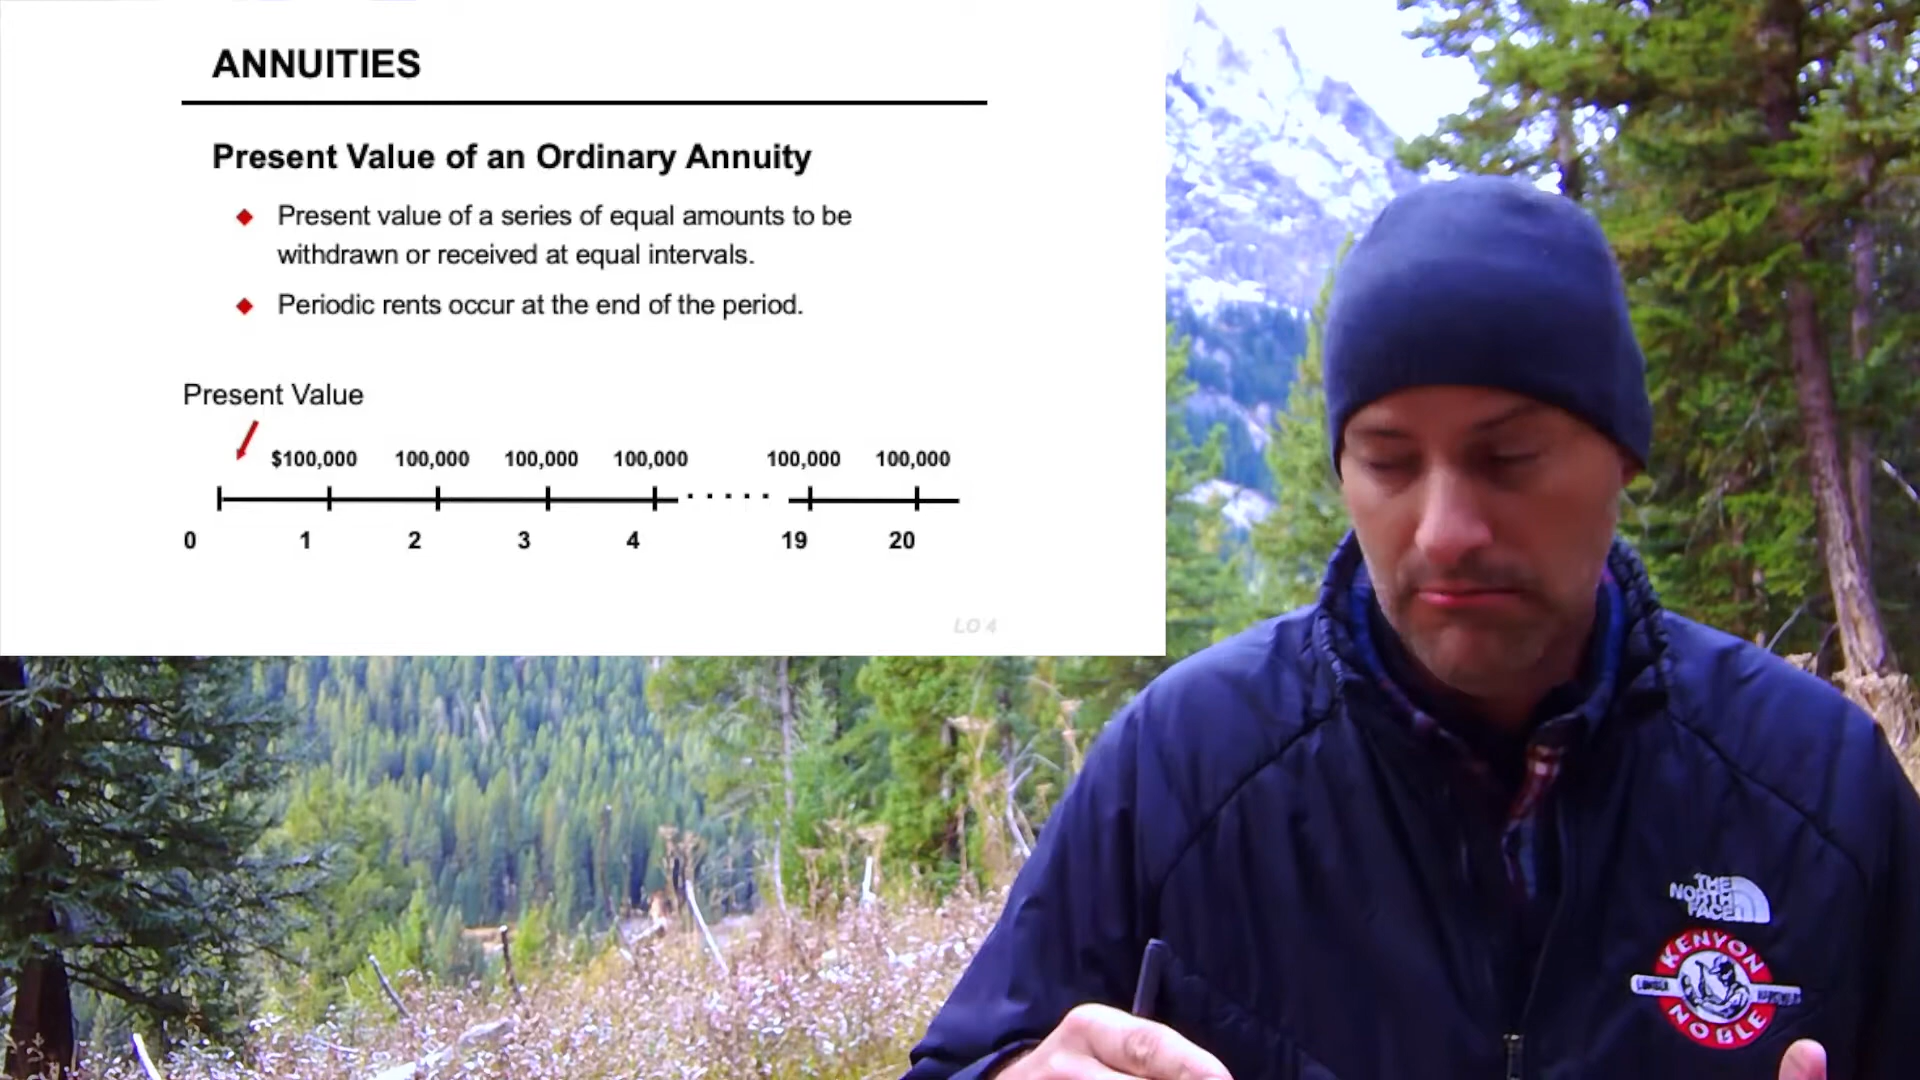 ANNUITIES
Present Value of an Ordinary Annuity
Present value of a series of equal amounts to be
withdrawn or received at equal intervals.
Periodic rents occur at the end of the period.
Present Value
$100,000 100,000 100,000 100,000 100,000 100,000
0 1 2 3 4 19 20
LO 4
THE
NORTH
FACE
KENYON
NOBLE